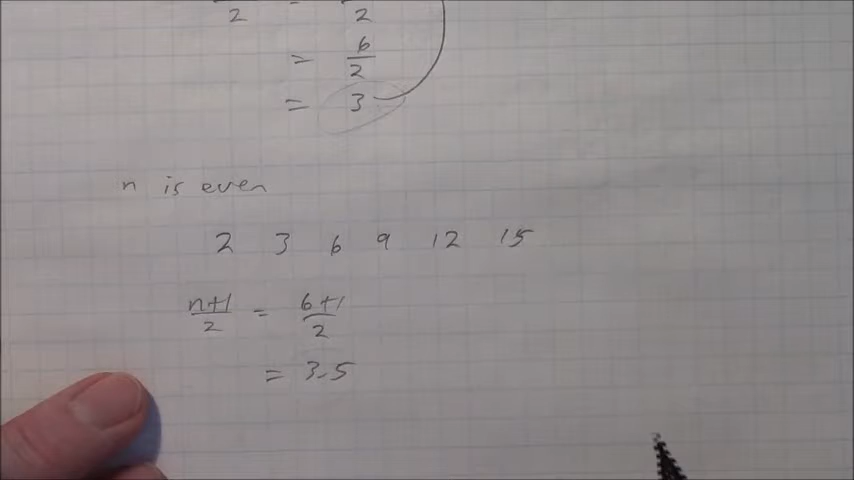 2 2
= 6/2
= 3
n is even
2 3 6 9 12 15
n+1/2 = 6+1/2
= 3.5